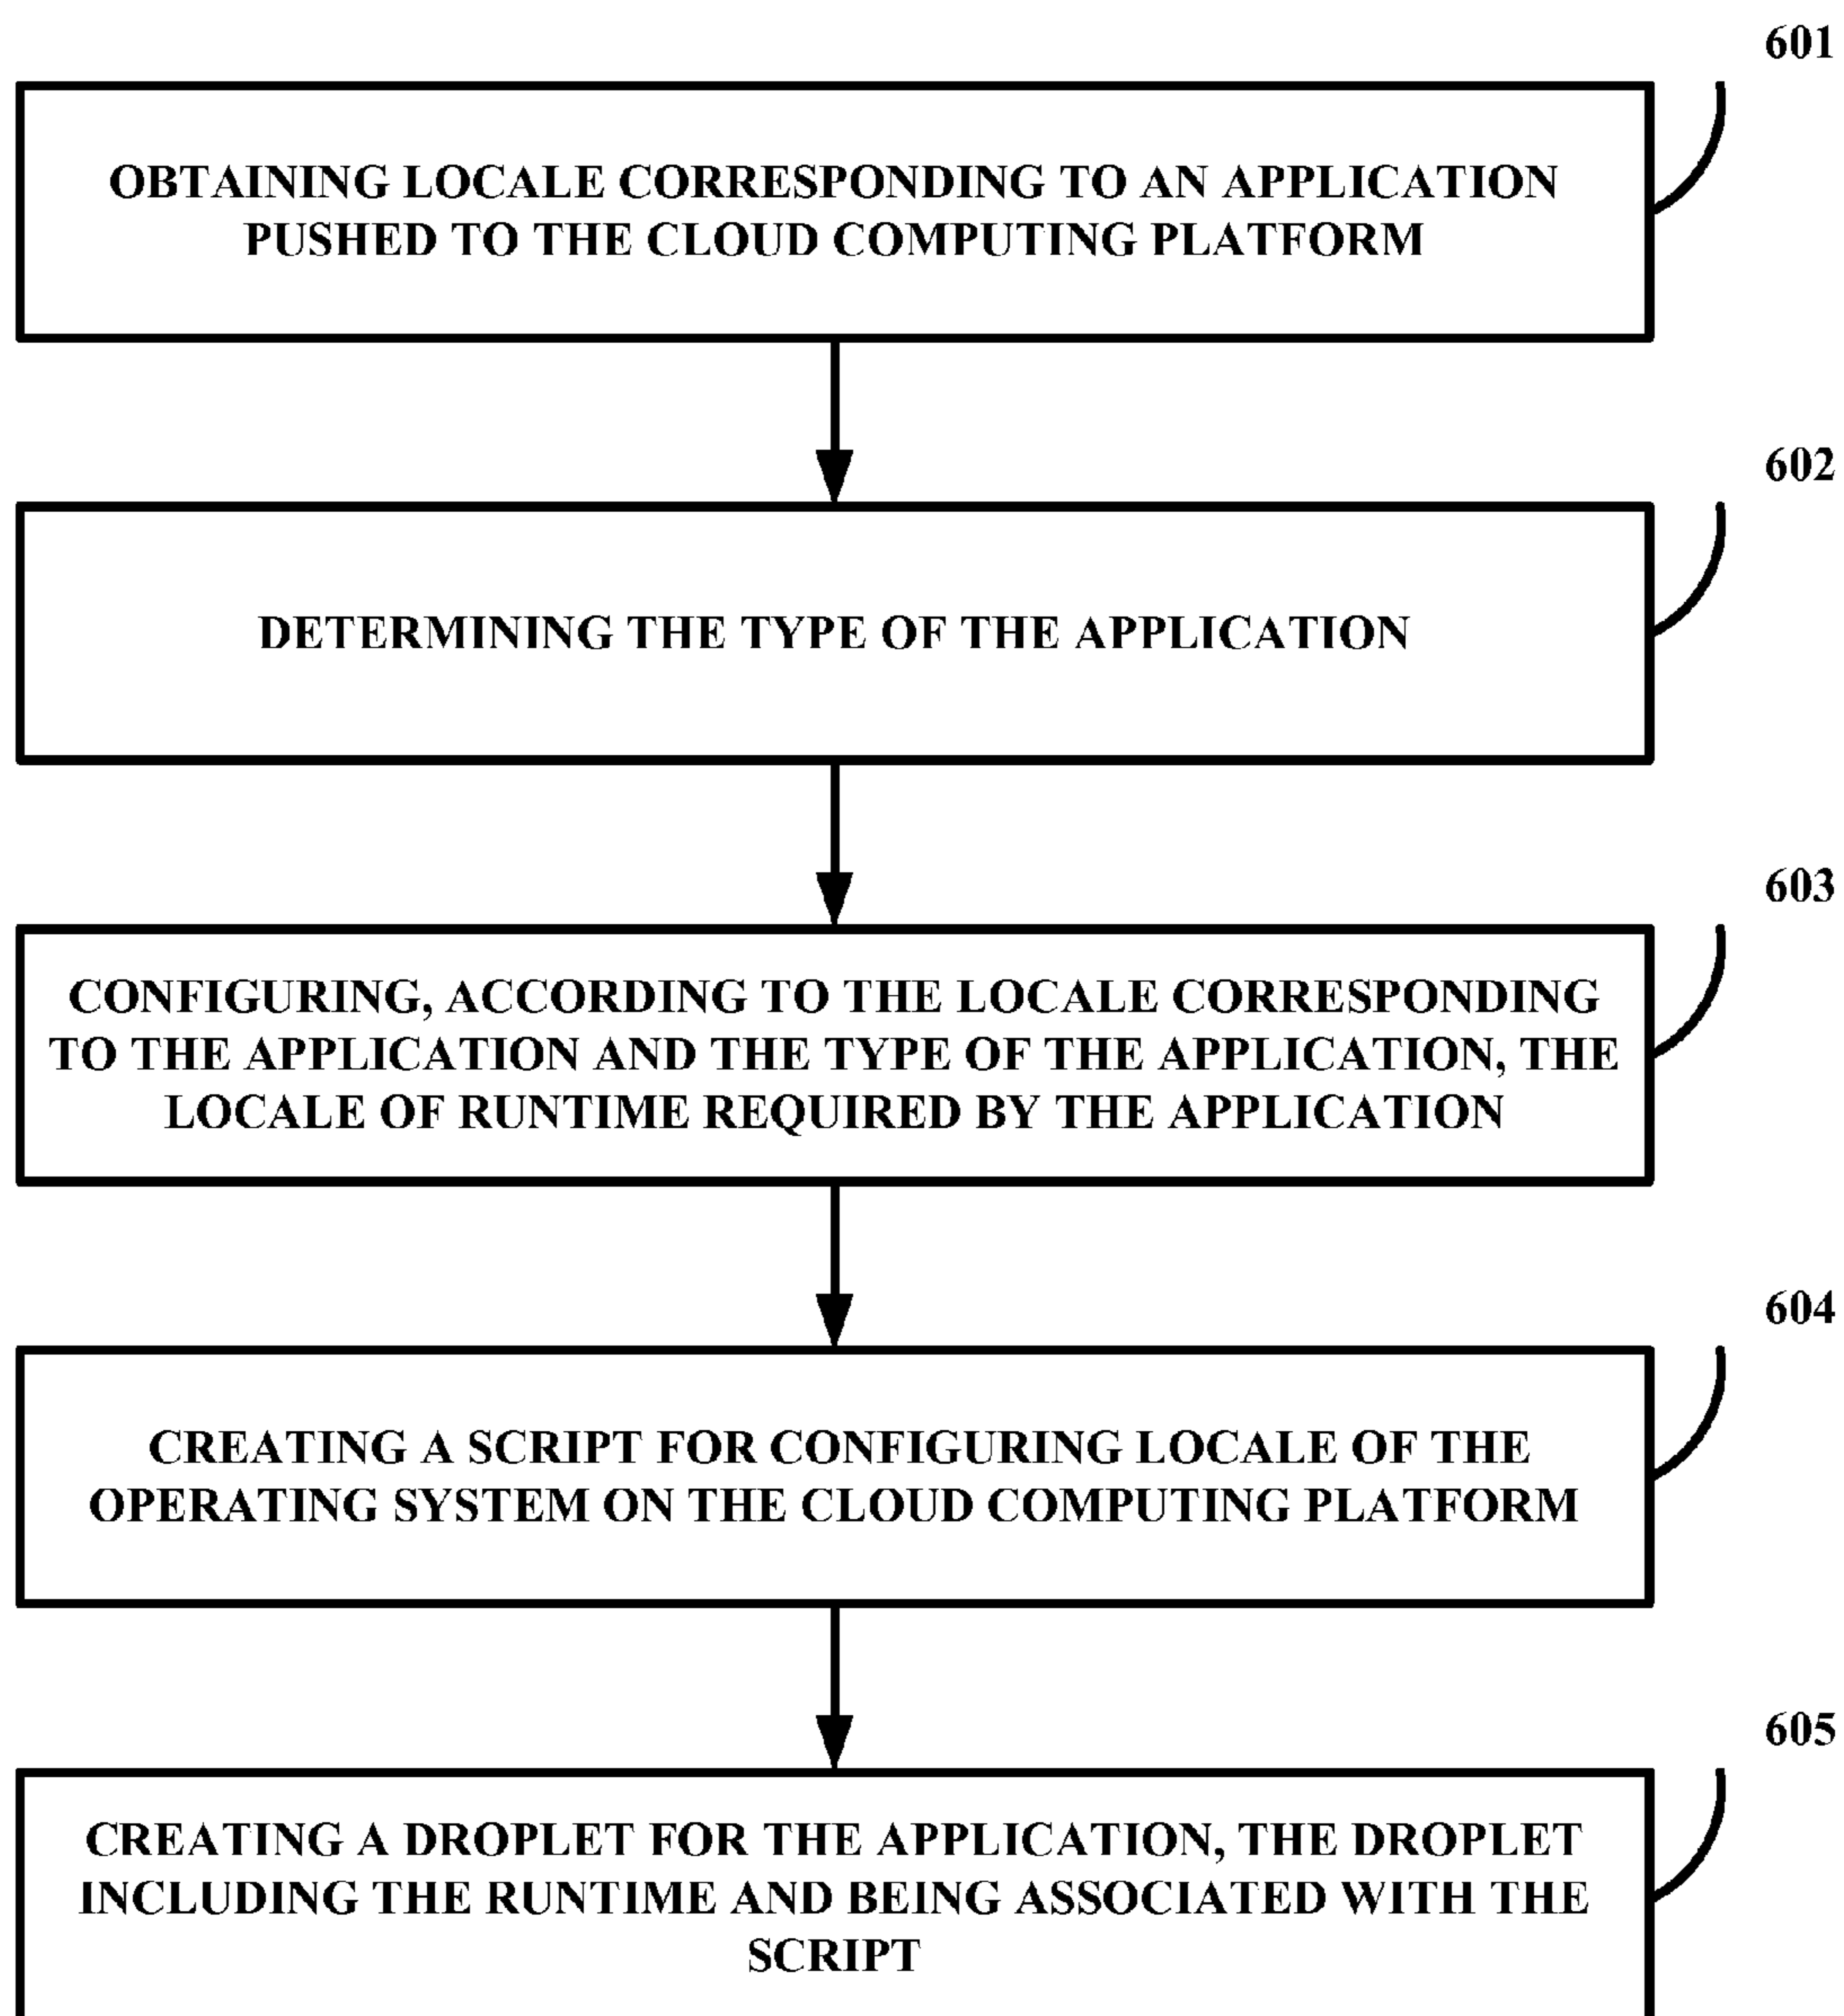 601
OBTAINING LOCALE CORRESPONDING TO AN APPLICATION
PUSHED TO THE CLOUD COMPUTING PLATFORM
602
DETERMINING THE TYPE OF THE APPLICATION
603
CONFIGURING, ACCORDING TO THE LOCALE CORRESPONDING
TO THE APPLICATION AND THE TYPE OF THE APPLICATION, THE
LOCALE OF RUNTIME REQUIRED BY THE APPLICATION
604
CREATING A SCRIPT FOR CONFIGURING LOCALE OF THE
OPERATING SYSTEM ON THE CLOUD COMPUTING PLATFORM
605
CREATING A DROPLET FOR THE APPLICATION, THE DROPLET
INCLUDING THE RUNTIME AND BEING ASSOCIATED WITH THE
SCRIPT